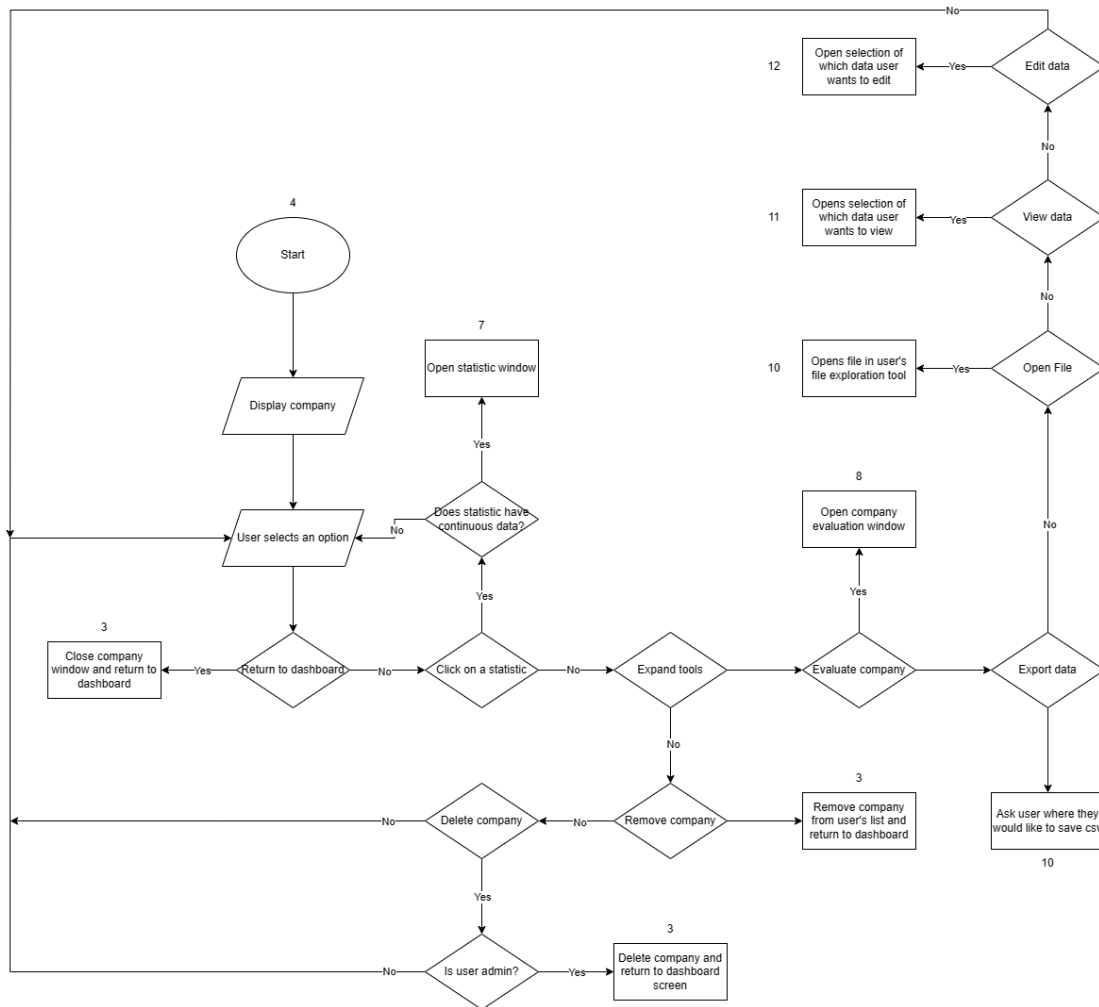 No
12
Open selection of
which data user
wants to edit
Yes
Edit data
No
4
11
Opens selection of
which data user
wants to view
Yes
View data
Start
No
7
Open statistic window
10
Opens file in user's
file exploration tool
Yes
Open File
Display company
Yes
8
Does statistic have
continuous data?
Open company
evaluation window
No
User selects an option
No
Yes
Yes
3
Close company
window and return to
dashboard
Yes
Return to dashboard
No
Click on a statistic
No
Expand tools
Evaluate company
Export data
No
3
Delete company
No
No
Remove company
Remove company
from user's list and
return to dashboard
Ask user where they
would like to save csv
10
Yes
3
No
Is user admin?
Yes
Delete company and
return to dashboard
screen